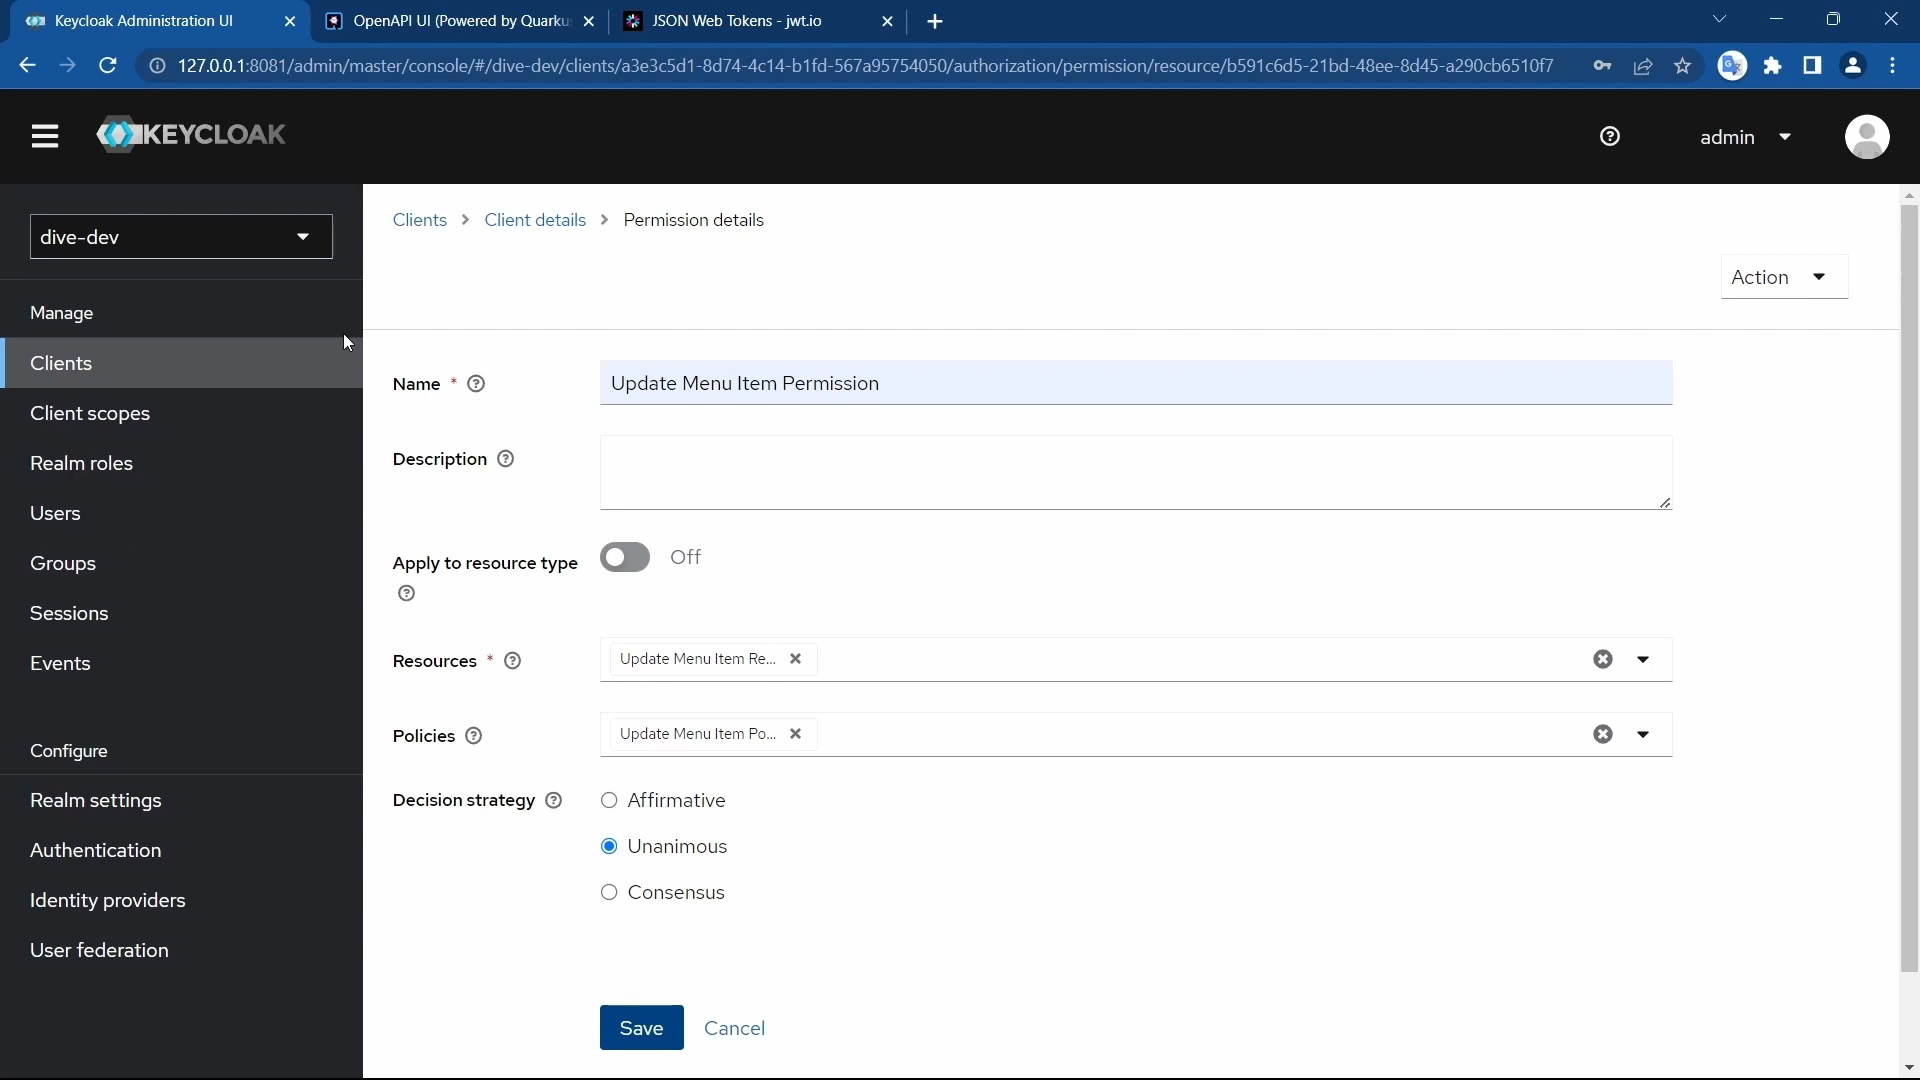 Keycloak Administration UI
OpenAPI UI (Powered by Quarkus
JSON Web Tokens - jwt.io
127.0.0.1:8081/admin/master/console/#/dive-dev/clients/a3e3c5d1-8d74-4c14-b1fd-567a95754050/authorization/permission/resource/b591c6d5-21bd-48ee-8d45-a290cb6510f7
KEYCLOAK
admin
dive-dev
Manage
Clients
Client scopes
Realm roles
Users
Groups
Sessions
Events
Configure
Realm settings
Authentication
Identity providers
User federation
Clients > Client details > Permission details
Action
Name *
Update Menu Item Permission
Description
Apply to resource type
Off
Resources *
Update Menu Item Re...
Policies
Update Menu Item Po...
Decision strategy
Affirmative
Unanimous
Consensus
Save Cancel